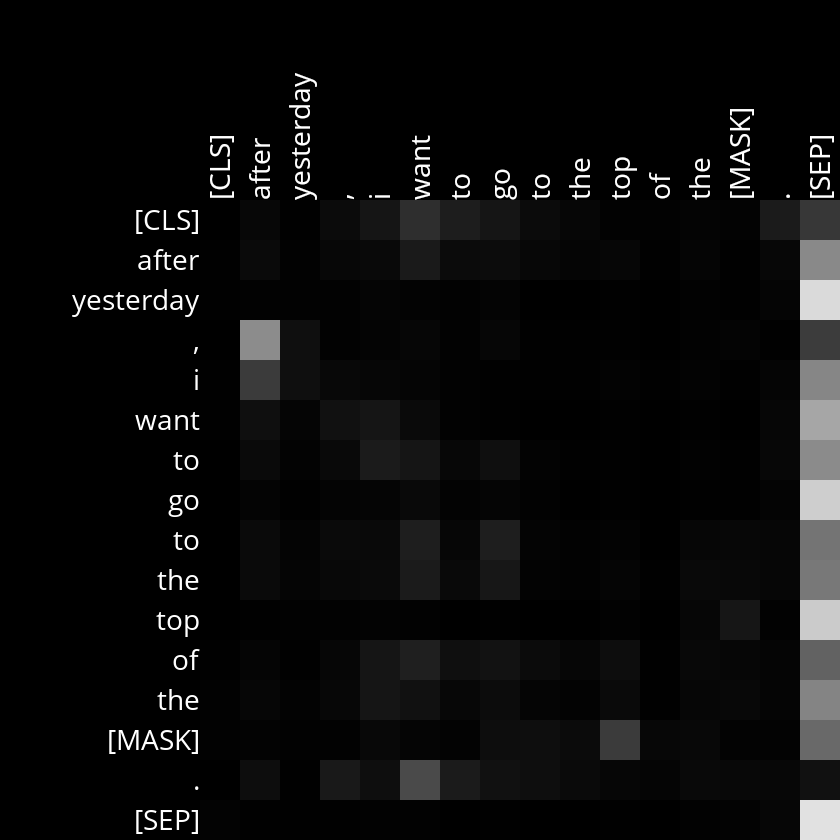 [CLS] after yesterday , i want to go to the top of the [MASK] . [SEP]
[CLS]
after
yesterday
,
i
want
to
go
to
the
top
of
the
[MASK]
.
[SEP]